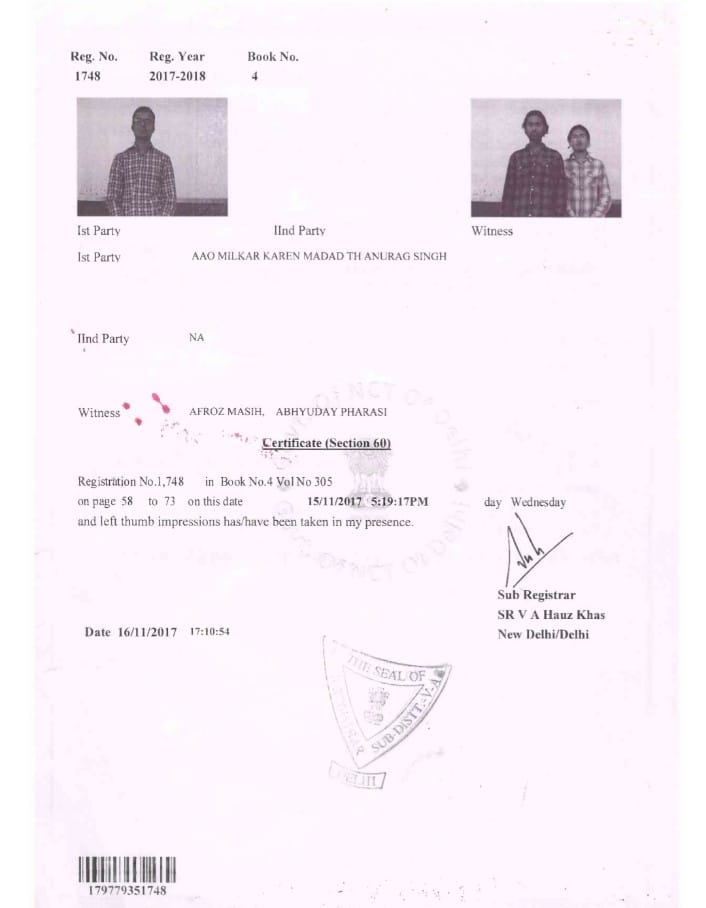 Reg. No. Reg. Year Book No.
1748 2017-2018 4
Ist Party IInd Party Witness
Ist Party AAO MILKAR KAREN MADAD TH ANURAG SINGH
IInd Party NA
Witness AFROZ MASIH, ABHYUDAY PHARASI
Certificate (Section 60)
Registration No.1,748 in Book No.4 Vol No 305
on page 58 to 73 on this date 15/11/2017 5:19:17PM day Wednesday
and left thumb impressions has/have been taken in my presence.
Sub Registrar
SR V A Hauz Khas
New Delhi/Delhi
Date 16/11/2017 17:10:54
THE SEAL OF
SUB-DISTT.-V-A
DELHI
NCT OF Delhi
179779351748